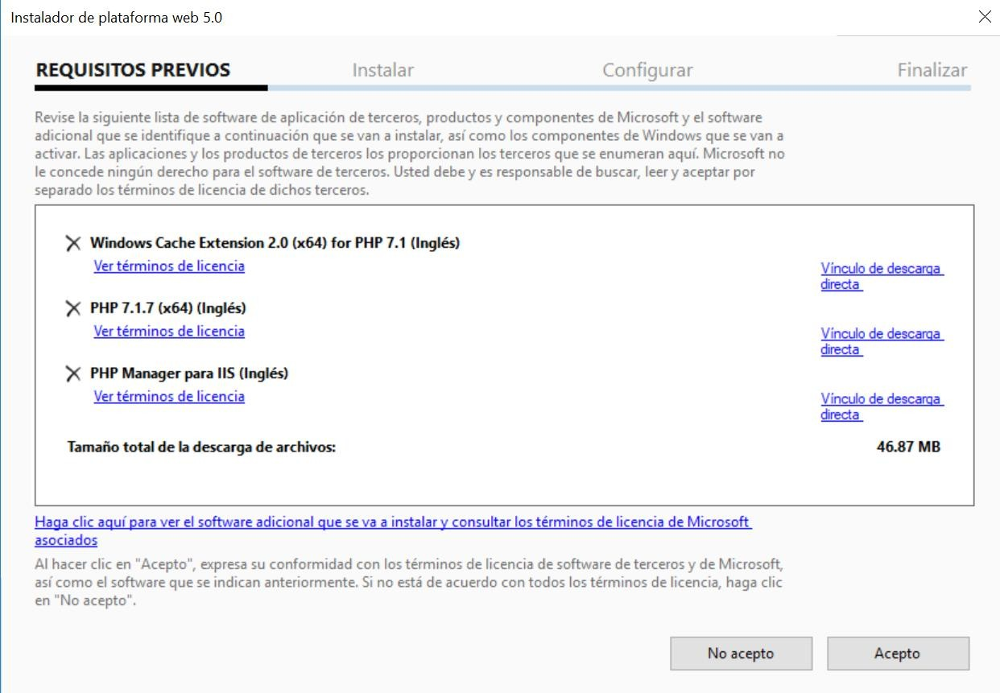 Instalador de plataforma web 5.0
REQUISITOS PREVIOS
Instalar
Configurar
Finalizar
Revise la siguiente lista de software de aplicación de terceros, productos y componentes de Microsoft y el software
adicional que se identifique a continuación que se van a instalar, así como los componentes de Windows que se van a
activar. Las aplicaciones y los productos de terceros los proporcionan los terceros que se enumeran aquí. Microsoft no
le concede ningún derecho para el software de terceros. Usted debe y es responsable de buscar, leer y aceptar por
separado los términos de licencia de dichos terceros.
Windows Cache Extension 2.0 (x64) for PHP 7.1 (Inglés)
Ver términos de licencia
Vínculo de descarga
directa
PHP 7.1.7 (x64) (Inglés)
Ver términos de licencia
Vínculo de descarga
directa
PHP Manager para IIS (Inglés)
Ver términos de licencia
Vínculo de descarga
directa
Tamaño total de la descarga de archivos: 46.87 MB
Haga clic aquí para ver el software adicional que se va a instalar y consultar los términos de licencia de Microsoft
asociados
Al hacer clic en "Acepto", expresa su conformidad con los términos de licencia de software de terceros y de Microsoft,
así como el software que se indican anteriormente. Si no está de acuerdo con todos los términos de licencia, haga clic
en "No acepto".
No acepto
Acepto